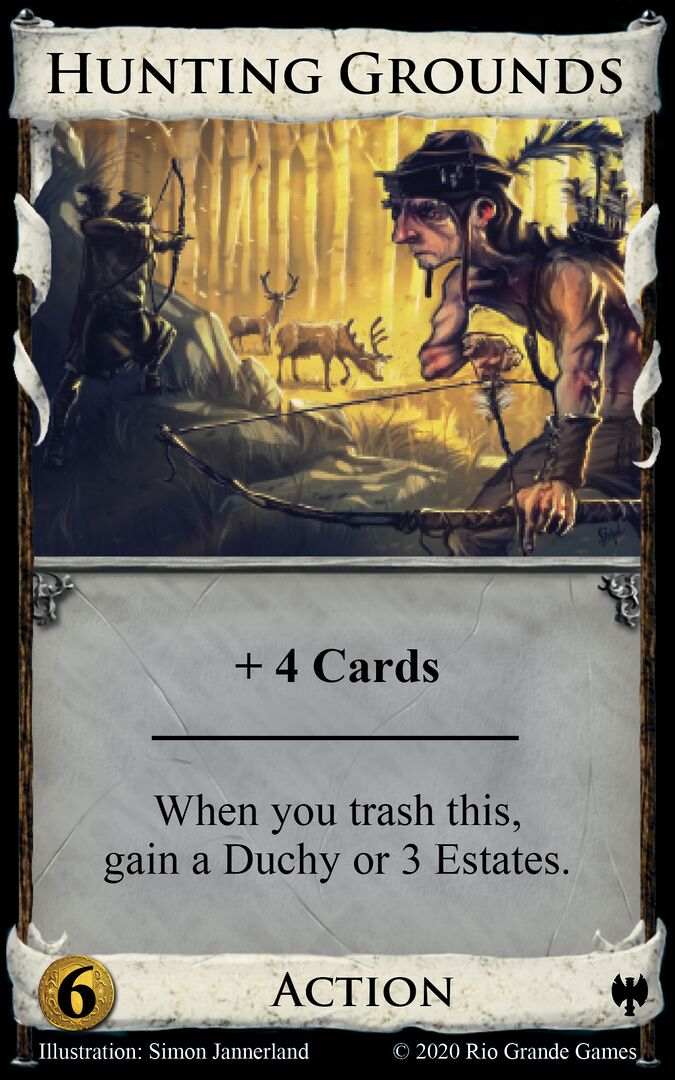 Hunting Grounds
+ 4 Cards
When you trash this,
gain a Duchy or 3 Estates.
6 Action
Illustration: Simon Jannerland © 2020 Rio Grande Games